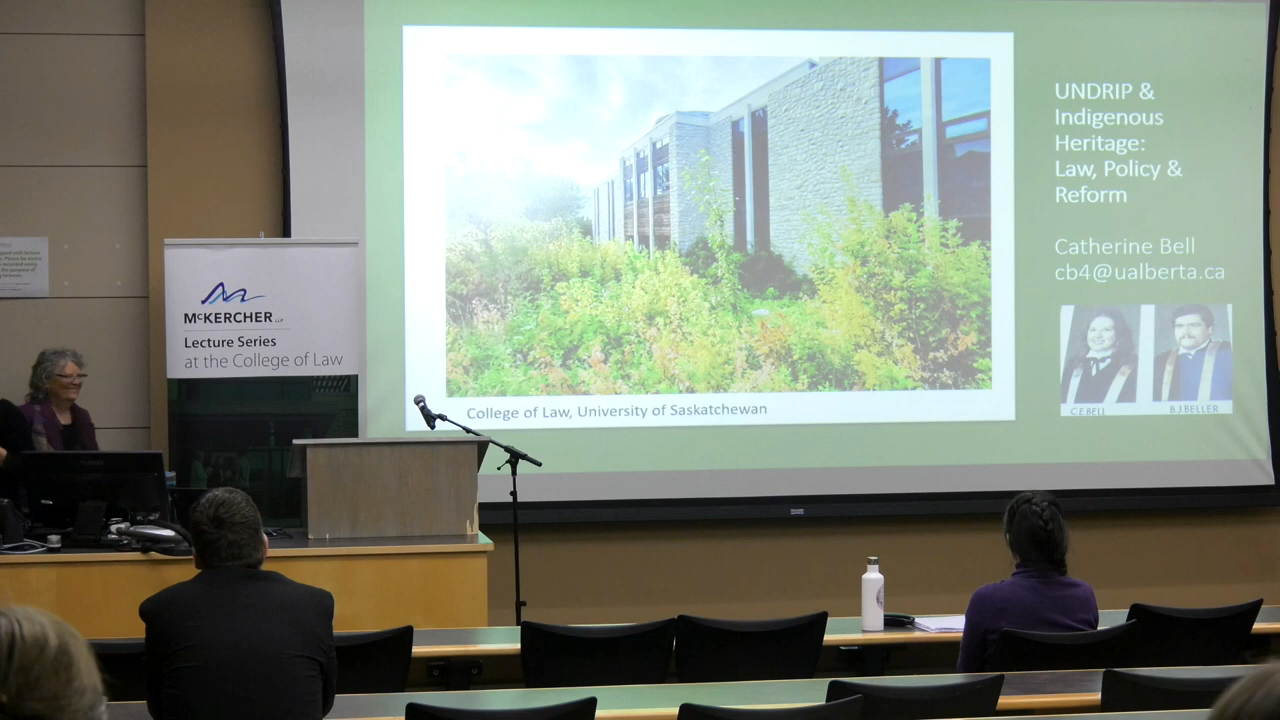 UNDRIP &
Indigenous
Heritage:
Law, Policy &
Reform
Catherine Bell
cb4@ualberta.ca
C.E.BELL
B.J.BELLER
College of Law, University of Saskatchewan
McKERCHER LLP
Lecture Series
at the College of Law